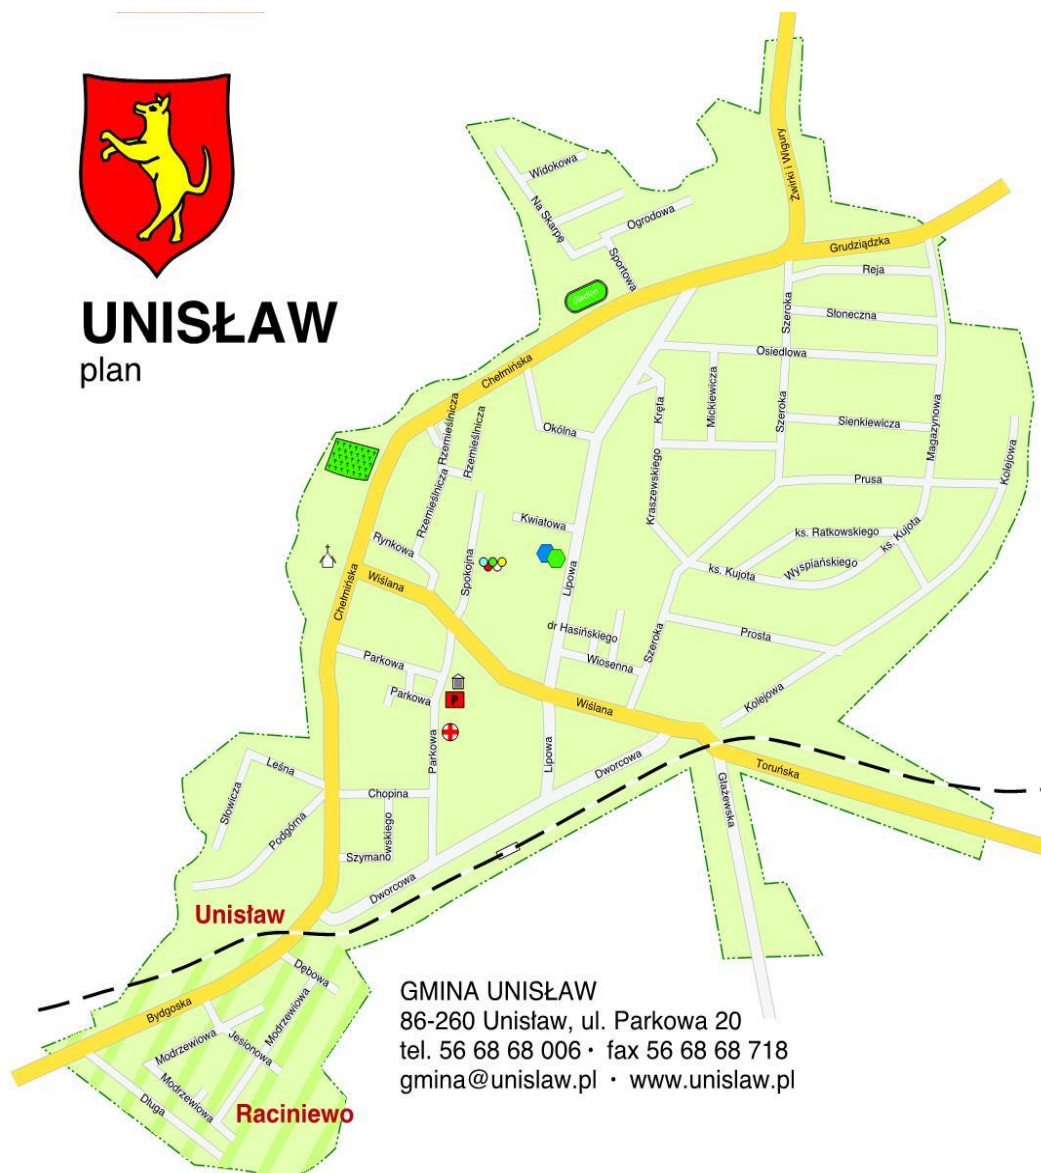 UNISŁAW
plan
Żwirki i Wigury
Widokowa
Na Skarpę
Ogrodowa
Sportowa
Grudziądzka
Reja
Stadion
Szeroka
Słoneczna
Osiedlowa
Chełmińska
Mickiewicza
Kręta
Szeroka
Sienkiewicza
Magazynowa
Kolejowa
Rzemieślnicza
Rzemieślnicza
Okólna
Kraszewskiego
Prusa
Rzemieślnicza
Kwiatowa
Rynkowa
ks. Ratkowskiego
ks. Kujota
Wyspiańskiego
ks. Kujota
Spokojna
Lipowa
Chełmińska
Wiślana
dr Hasińskiego
Szeroka
Prosta
Wiosenna
Parkowa
Parkowa
P
Wiślana
Kolejowa
Parkowa
Lipowa
Dworcowa
Toruńska
Głażewska
Leśna
Słowicza
Podgórna
Chopina
Szymano
wskiego
Dworcowa
Unisław
Dębowa
Bydgoska
Modrzewiowa
Modrzewiowa
Jesionowa
Modrzewiowa
Długa
Raciniewo
GMINA UNISŁAW
86-260 Unisław, ul. Parkowa 20
tel. 56 68 68 006 · fax 56 68 68 718
gmina@unislaw.pl · www.unislaw.pl